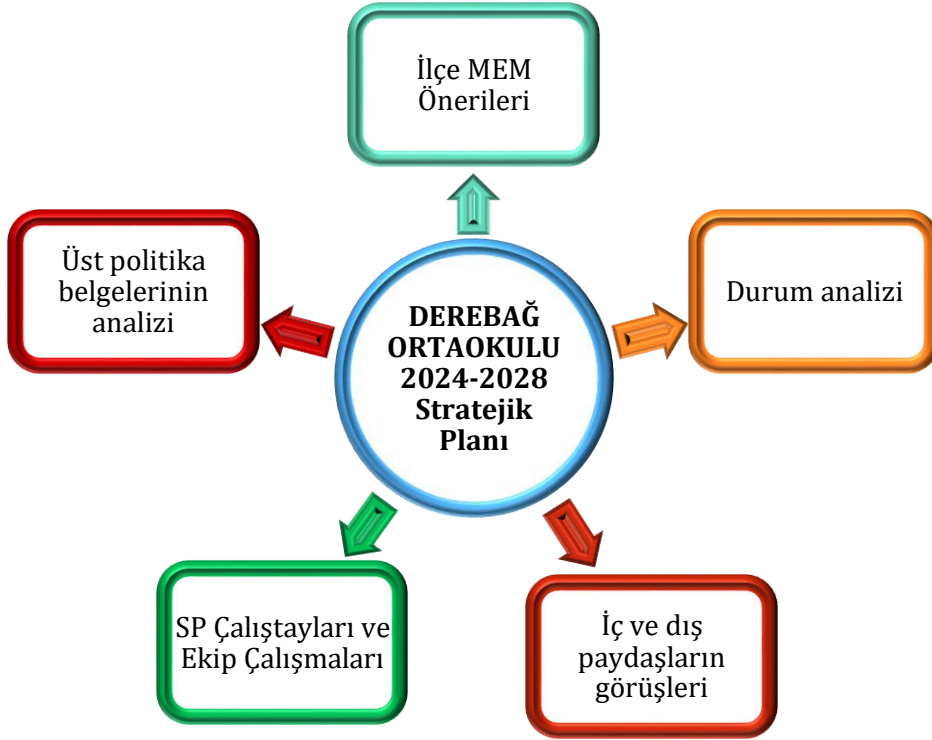 İlçe MEM
Önerileri
Üst politika
belgelerinin
analizi
Durum analizi
DEREBAĞ
ORTAOKULU
2024-2028
Stratejik
Planı
SP Çalıştayları ve
Ekip Çalışmaları
İç ve dış
paydaşların
görüşleri